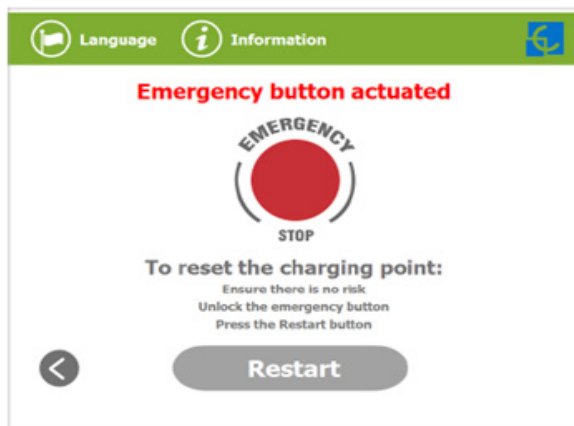 Language
Information
Emergency button actuated
EMERGENCY
STOP
To reset the charging point:
Ensure there is no risk
Unlock the emergency button
Press the Restart button
Restart